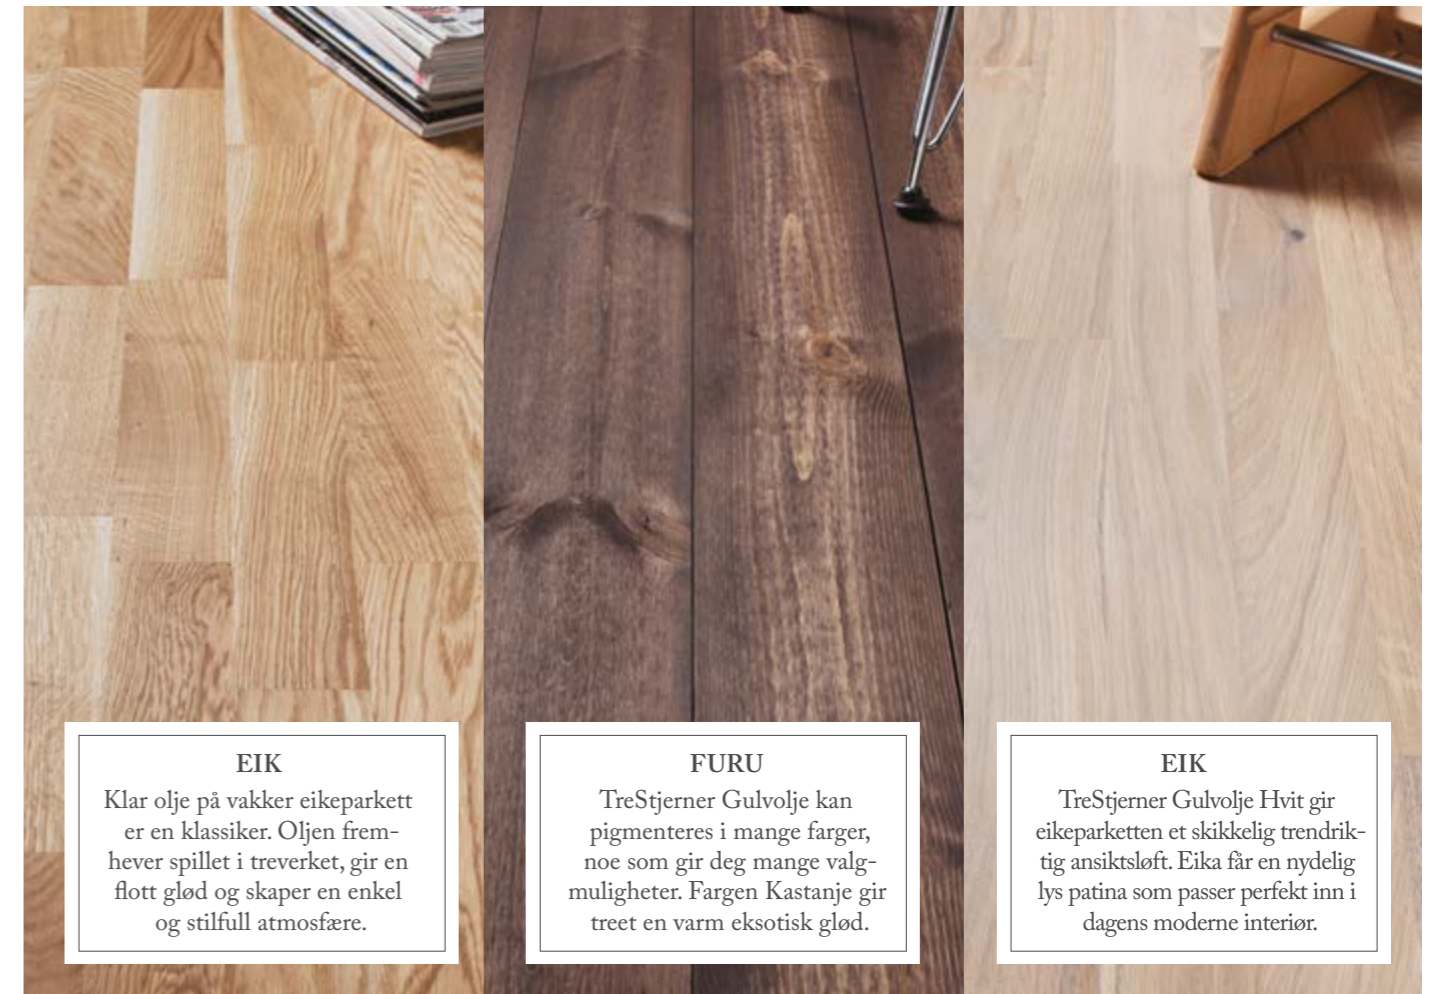 EIK
Klar olje på vakker eikeparkett
er en klassiker. Oljen frem-
hever spillet i treverket, gir en
flott glød og skaper en enkel
og stilfull atmosfære.
FURU
TreStjerner Gulvolje kan
pigmenteres i mange farger,
noe som gir deg mange valg-
muligheter. Fargen Kastanje gir
treet en varm eksotisk glød.
EIK
TreStjerner Gulvolje Hvit gir
eikeparketten et skikkelig trendrik-
tig ansiktsløft. Eika får en nydelig
lys patina som passer perfekt inn i
dagens moderne interiør.